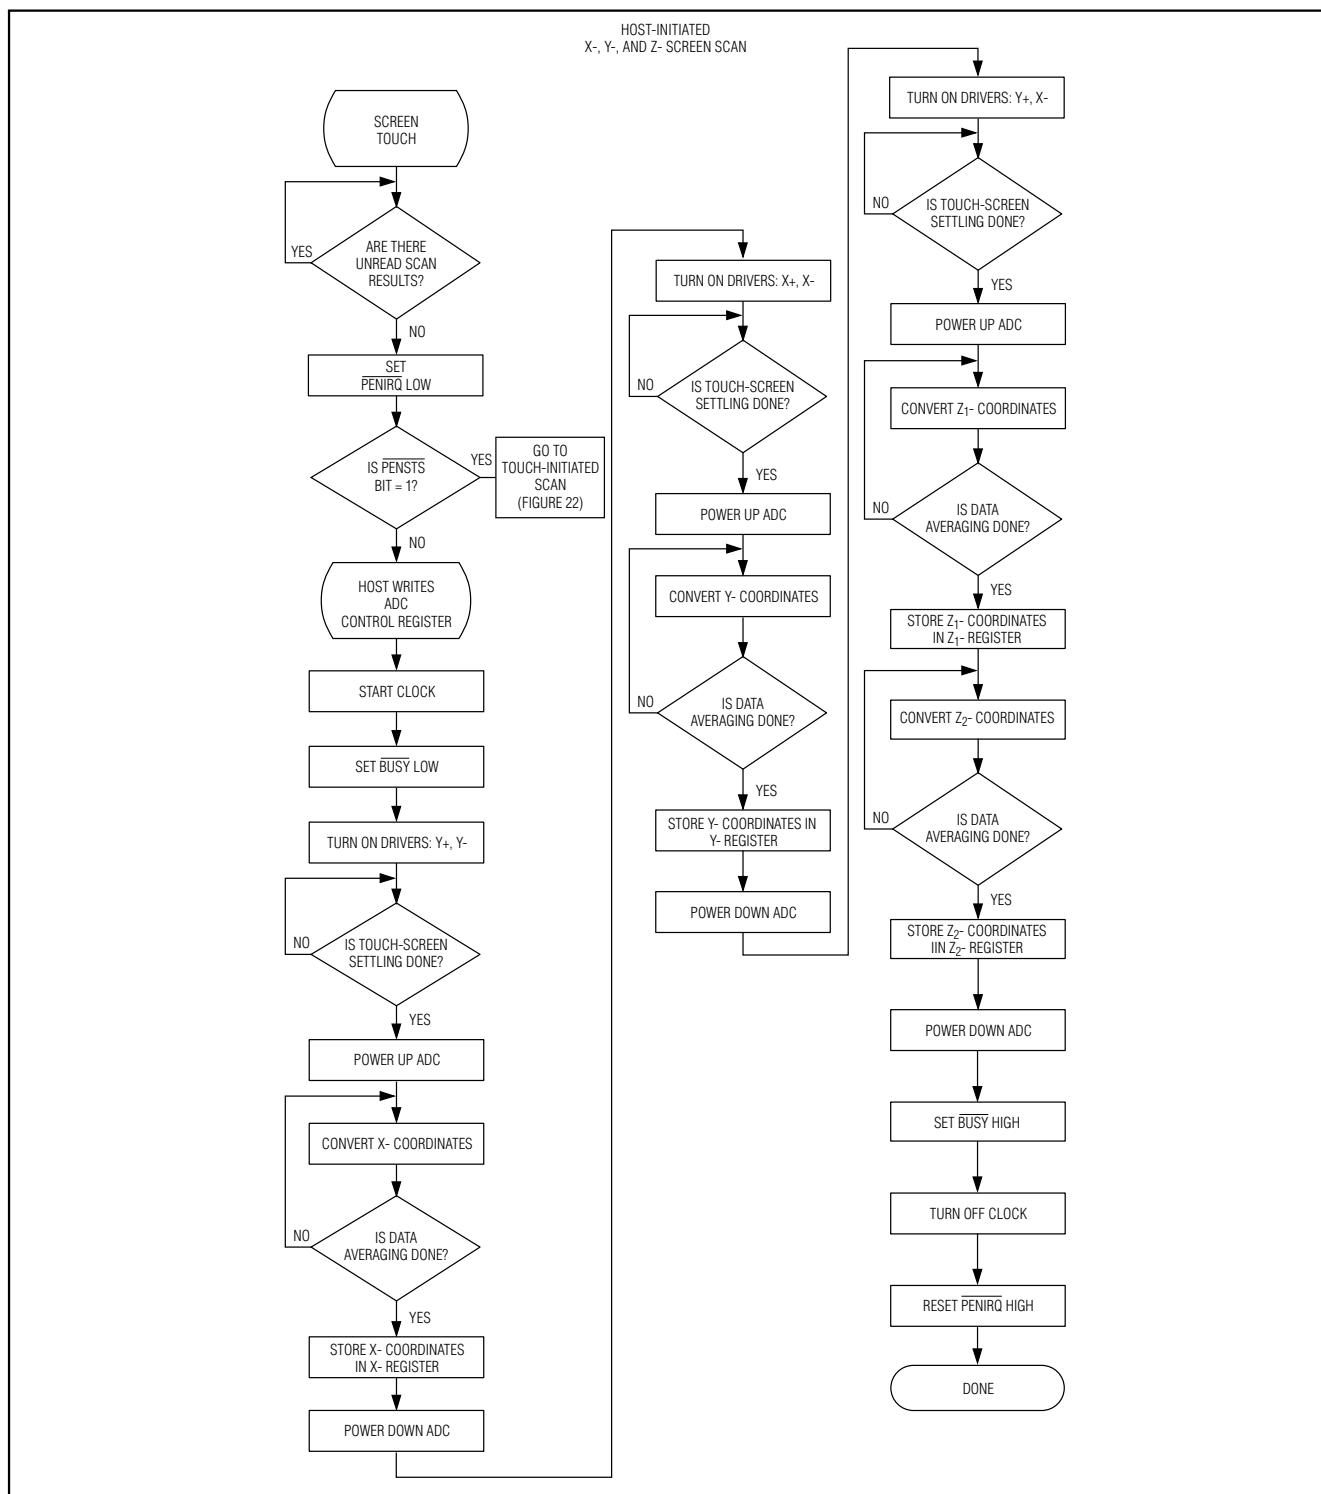 HOST-INITIATED
X-, Y-, AND Z- SCREEN SCAN
SCREEN
TOUCH
YES
ARE THERE
UNREAD SCAN
RESULTS?
NO
SET
PENIRQ LOW
IS PENSTS
BIT = 1?
YES
GO TO
TOUCH-INITIATED
SCAN
(FIGURE 22)
NO
HOST WRITES
ADC
CONTROL REGISTER
START CLOCK
SET BUSY LOW
TURN ON DRIVERS: Y+, Y-
NO
IS TOUCH-SCREEN
SETTLING DONE?
YES
POWER UP ADC
CONVERT X- COORDINATES
NO
IS DATA
AVERAGING DONE?
YES
STORE X- COORDINATES
IN X- REGISTER
POWER DOWN ADC
TURN ON DRIVERS: X+, X-
NO
IS TOUCH-SCREEN
SETTLING DONE?
YES
POWER UP ADC
CONVERT Y- COORDINATES
NO
IS DATA
AVERAGING DONE?
YES
STORE Y- COORDINATES IN
Y- REGISTER
POWER DOWN ADC
TURN ON DRIVERS: Y+, X-
NO
IS TOUCH-SCREEN
SETTLING DONE?
YES
POWER UP ADC
CONVERT Z1- COORDINATES
NO
IS DATA
AVERAGING DONE?
YES
STORE Z1- COORDINATES
IN Z1- REGISTER
CONVERT Z2- COORDINATES
NO
IS DATA
AVERAGING DONE?
YES
STORE Z2- COORDINATES
IIN Z2- REGISTER
POWER DOWN ADC
SET BUSY HIGH
TURN OFF CLOCK
RESET PENIRQ HIGH
DONE